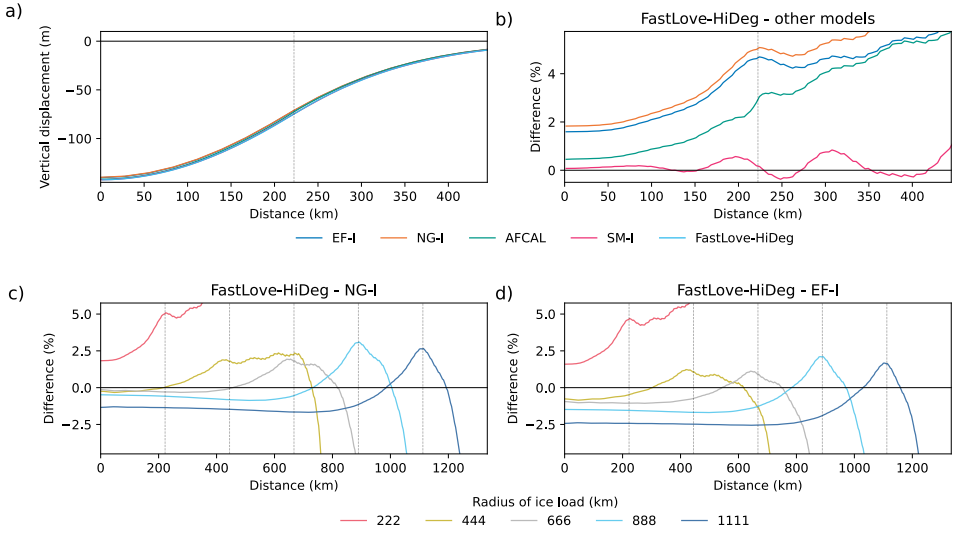 a)
0
−50
−100
Vertical displacement (m)
0 50 100 150 200 250 300 350 400
Distance (km)
b)
FastLove-HiDeg - other models
4
2
0
Difference (%)
0 50 100 150 200 250 300 350 400
Distance (km)
EF-I NG-I AFCAL SM-I FastLove-HiDeg
c)
FastLove-HiDeg - NG-I
5.0
2.5
0.0
−2.5
Difference (%)
0 200 400 600 800 1000 1200
Distance (km)
d)
FastLove-HiDeg - EF-I
5.0
2.5
0.0
−2.5
Difference (%)
0 200 400 600 800 1000 1200
Distance (km)
Radius of ice load (km)
222 444 666 888 1111